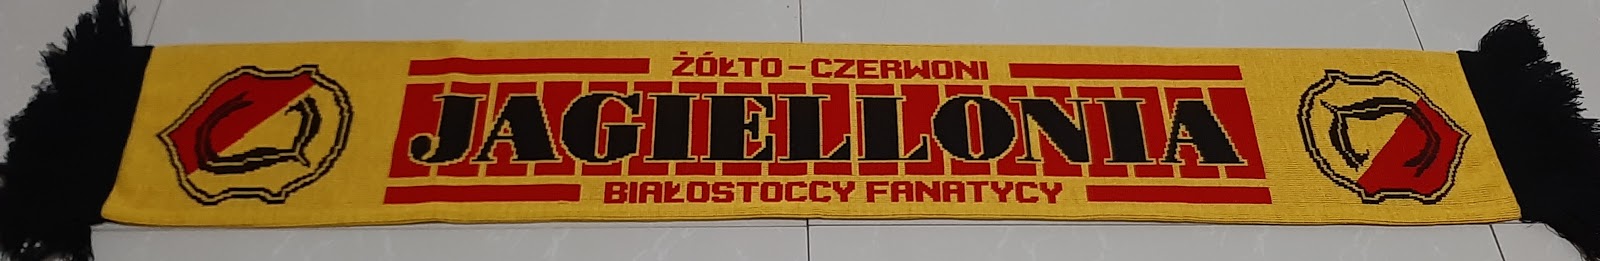 ŻÓŁTO-CZERWONI
JAGIELLONIA
BIAŁOSTOCCY FANATYCY